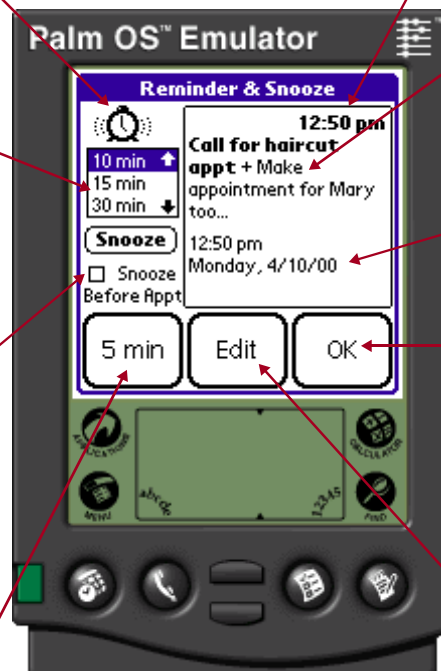 Palm OS™ Emulator
Reminder & Snooze
12:50 pm
Call for haircut
appt + Make
appointment for Mary
too...
12:50 pm
Monday, 4/10/00
10 min
15 min
30 min
Snooze
Snooze
Before Appt
5 min
Edit
OK
APPLICATIONS
CALCULATOR
MENU
abcde
12345
FIND